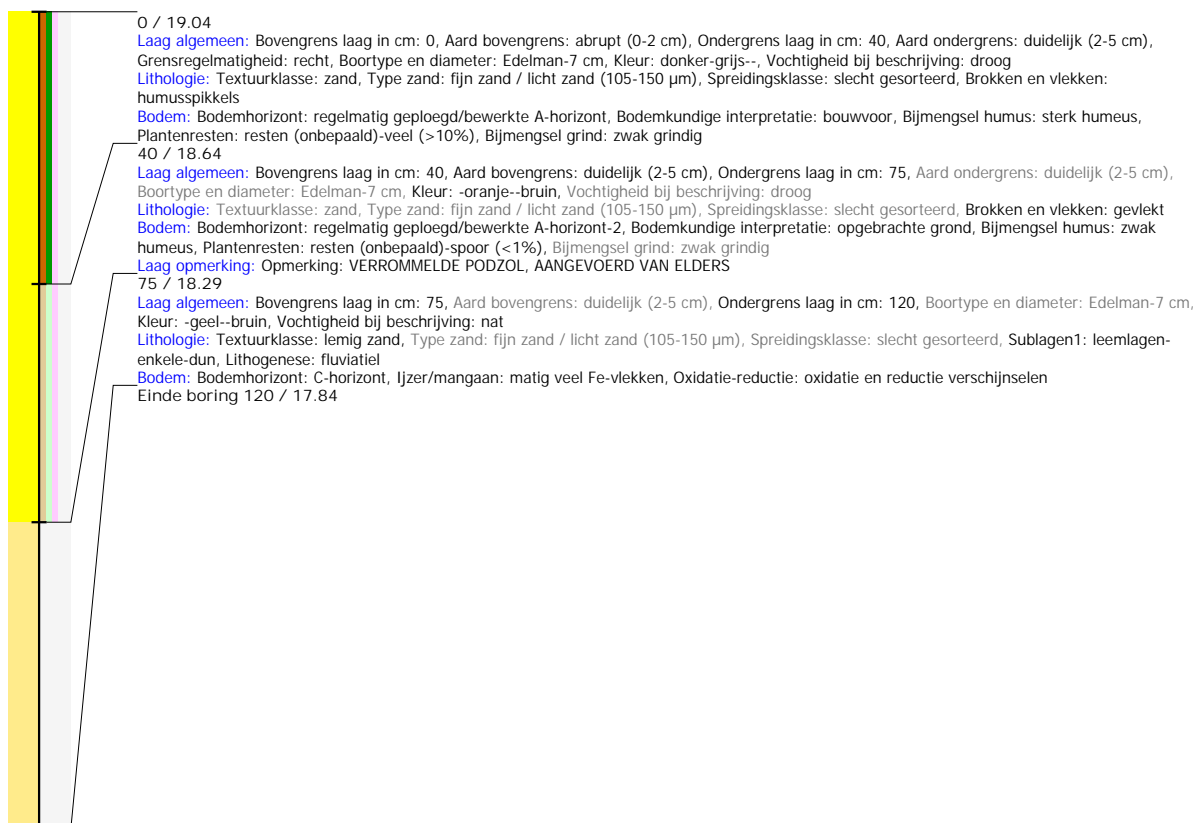 0 / 19.04
Laag algemeen: Bovengrens laag in cm: 0, Aard bovengrens: abrupt (0-2 cm), Ondergrens laag in cm: 40, Aard ondergrens: duidelijk (2-5 cm),
Grensregelmatigheid: recht, Boortype en diameter: Edelman-7 cm, Kleur: donker-grijs--, Vochtigheid bij beschrijving: droog
Lithologie: Textuurklasse: zand, Type zand: fijn zand / licht zand (105-150 µm), Spreidingsklasse: slecht gesorteerd, Brokken en vlekken:
humusspikkels
Bodem: Bodemhorizont: regelmatig geploegd/bewerkte A-horizont, Bodemkundige interpretatie: bouwvoor, Bijmengsel humus: sterk humeus,
Plantenresten: resten (onbepaald)-veel (>10%), Bijmengsel grind: zwak grindig
40 / 18.64
Laag algemeen: Bovengrens laag in cm: 40, Aard bovengrens: duidelijk (2-5 cm), Ondergrens laag in cm: 75, Aard ondergrens: duidelijk (2-5 cm),
Boortype en diameter: Edelman-7 cm, Kleur: -oranje--bruin, Vochtigheid bij beschrijving: droog
Lithologie: Textuurklasse: zand, Type zand: fijn zand / licht zand (105-150 µm), Spreidingsklasse: slecht gesorteerd, Brokken en vlekken: gevlekt
Bodem: Bodemhorizont: regelmatig geploegd/bewerkte A-horizont-2, Bodemkundige interpretatie: opgebrachte grond, Bijmengsel humus: zwak
humeus, Plantenresten: resten (onbepaald)-spoor (<1%), Bijmengsel grind: zwak grindig
Laag opmerking: Opmerking: VERROMMELDE PODZOL, AANGEVOERD VAN ELDERS
75 / 18.29
Laag algemeen: Bovengrens laag in cm: 75, Aard bovengrens: duidelijk (2-5 cm), Ondergrens laag in cm: 120, Boortype en diameter: Edelman-7 cm,
Kleur: -geel--bruin, Vochtigheid bij beschrijving: nat
Lithologie: Textuurklasse: lemig zand, Type zand: fijn zand / licht zand (105-150 µm), Spreidingsklasse: slecht gesorteerd, Sublagen1: leemlagen-
enkele-dun, Lithogenese: fluviatiel
Bodem: Bodemhorizont: C-horizont, Ijzer/mangaan: matig veel Fe-vlekken, Oxidatie-reductie: oxidatie en reductie verschijnselen
Einde boring 120 / 17.84